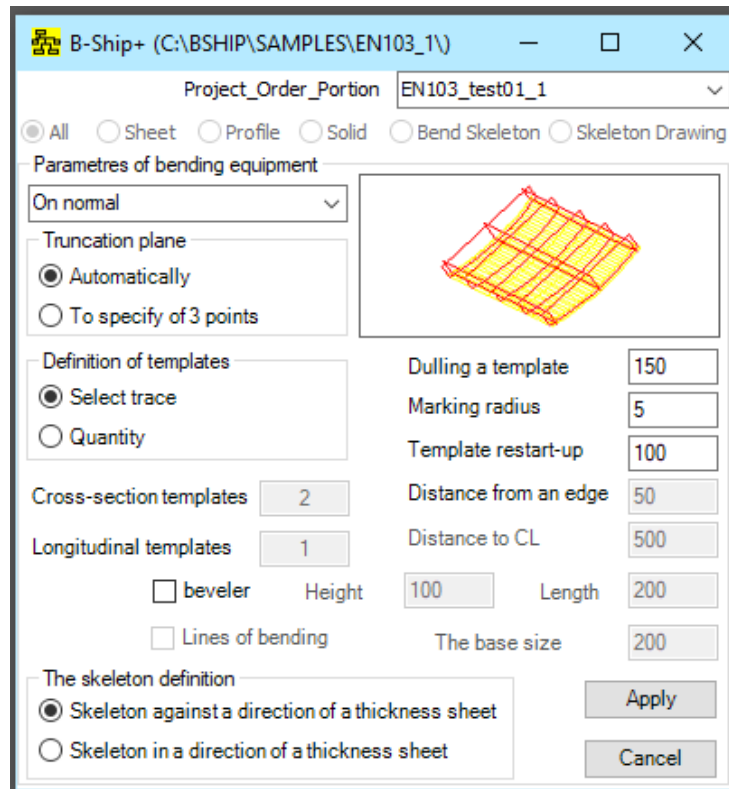 B-Ship+ (C:\BSHIP\SAMPLES\EN103_1\)
Project_Order_Portion EN103_test01_1
All Sheet Profile Solid Bend Skeleton Skeleton Drawing
Parametres of bending equipment
On normal
Truncation plane
Automatically
To specify of 3 points
Definition of templates
Select trace
Quantity
Dulling a template 150
Marking radius 5
Template restart-up 100
Cross-section templates 2
Distance from an edge 50
Longitudinal templates 1
Distance to CL 500
beveler Height 100 Length 200
Lines of bending The base size 200
The skeleton definition
Skeleton against a direction of a thickness sheet
Skeleton in a direction of a thickness sheet
Apply
Cancel